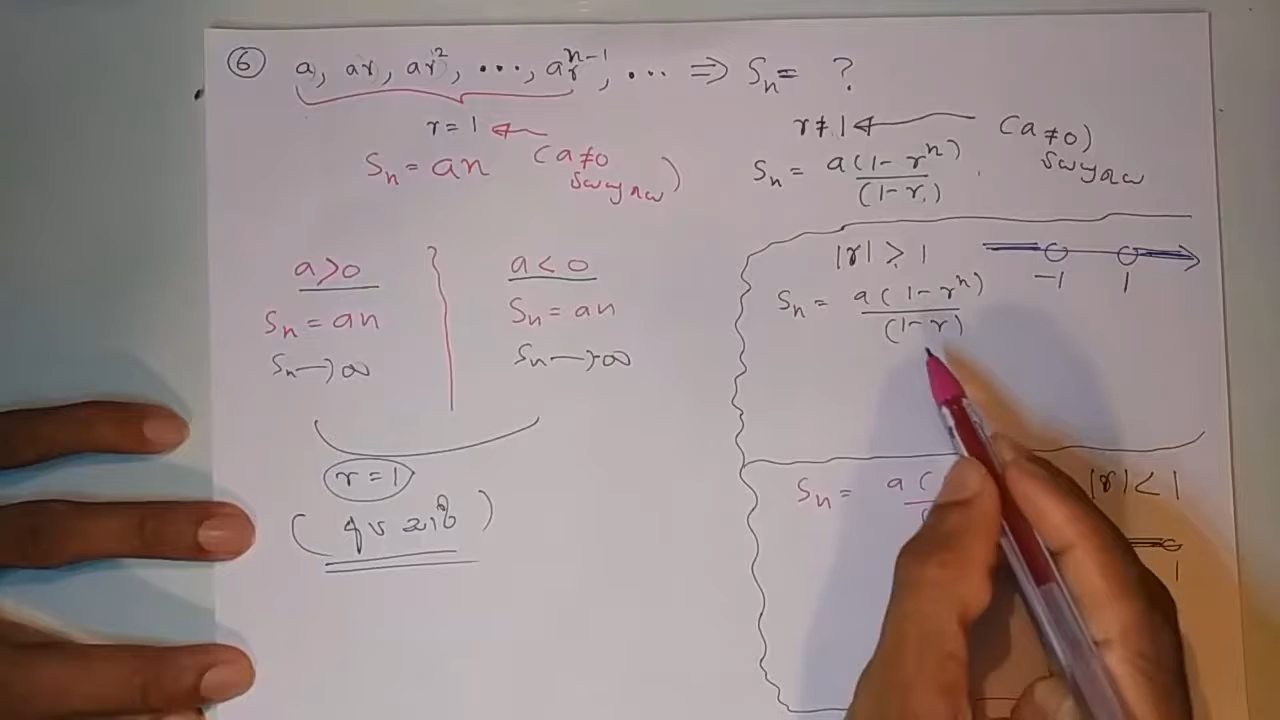 ⑥ a, ar, ar², ..., arⁿ⁻¹, ... ⇒ Sₙ = ?
r = 1
Sₙ = an (a≠0
r ≠ 1 (a≠0)
Sₙ = a(1-rⁿ) / (1-r)
a>0
Sₙ = an
Sₙ → ∞
a<0
Sₙ = an
r = 1
|r| > 1
-1 1
Sₙ = a(1-rⁿ) / (1-r)
Sₙ = a(
|r| < 1
1